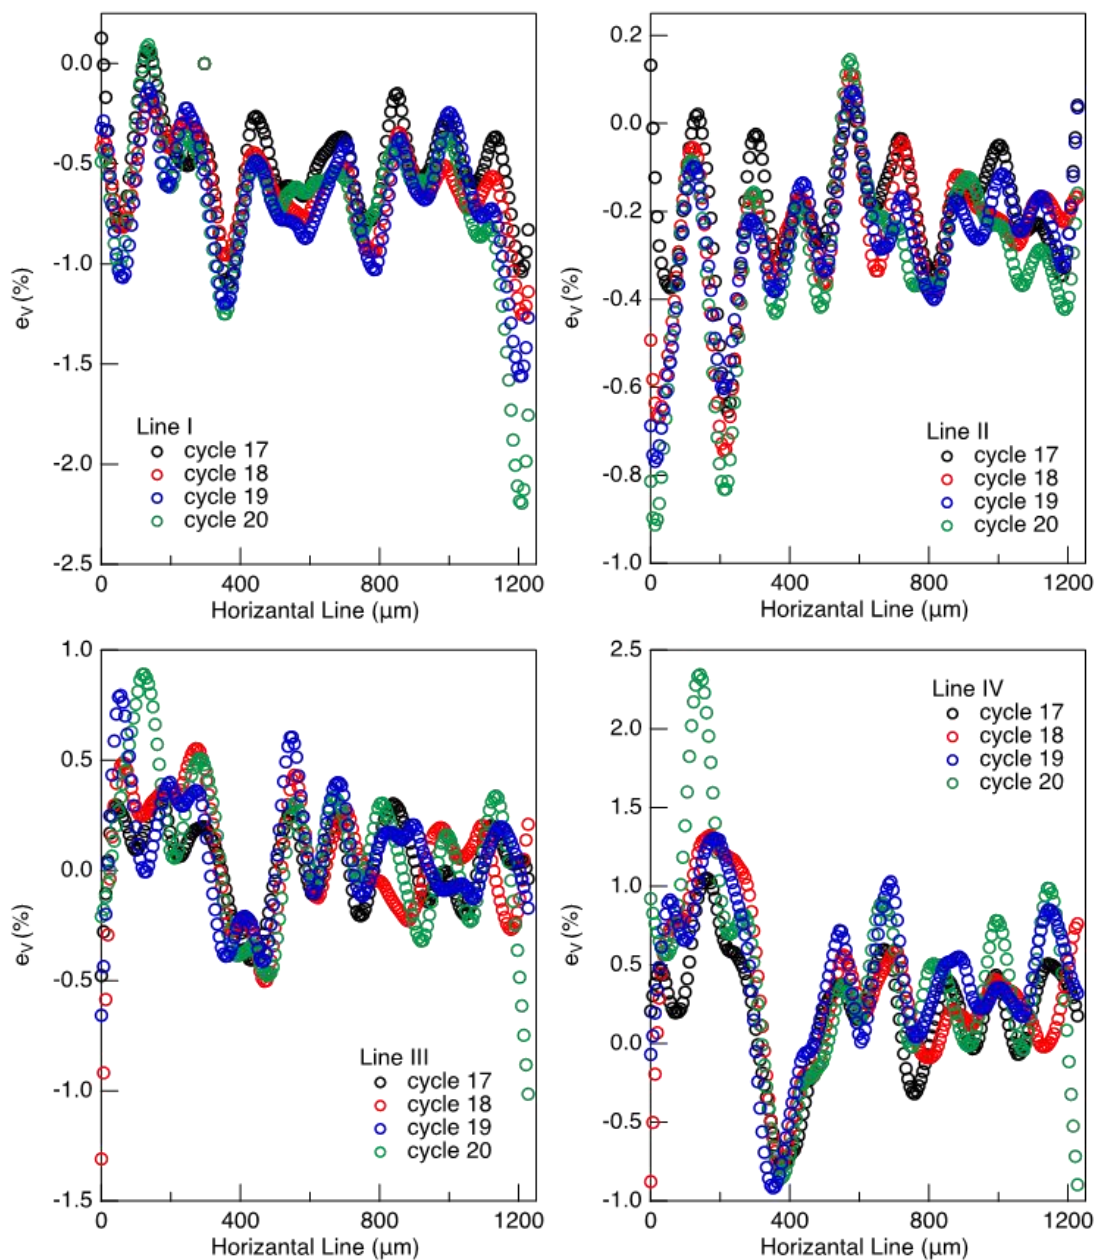 0.0
-0.5
-1.0
-1.5
-2.0
-2.5
eV (%)
Line I
cycle 17
cycle 18
cycle 19
cycle 20
0 400 800 1200
Horizantal Line (µm)
0.2
0.0
-0.2
-0.4
-0.6
-0.8
-1.0
eV (%)
Line II
cycle 17
cycle 18
cycle 19
cycle 20
0 400 800 1200
Horizantal Line (µm)
1.0
0.5
0.0
-0.5
-1.0
-1.5
eV (%)
Line III
cycle 17
cycle 18
cycle 19
cycle 20
0 400 800 1200
Horizantal Line (µm)
2.5
2.0
1.5
1.0
0.5
0.0
-0.5
-1.0
eV (%)
Line IV
cycle 17
cycle 18
cycle 19
cycle 20
0 400 800 1200
Horizantal Line (µm)